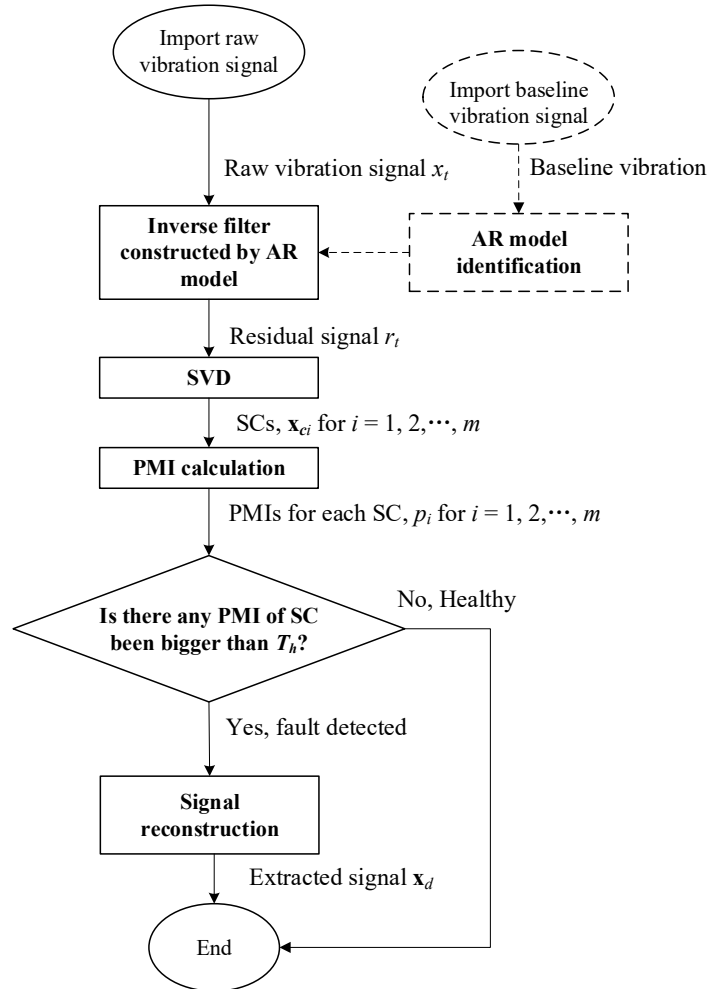 Import raw
vibration signal
Import baseline
vibration signal
Raw vibration signal x_t
Baseline vibration
Inverse filter
constructed by AR
model
AR model
identification
Residual signal r_t
SVD
SCs, x_ci for i = 1, 2,⋯, m
PMI calculation
PMIs for each SC, p_i for i = 1, 2,⋯, m
Is there any PMI of SC
been bigger than T_h?
No, Healthy
Yes, fault detected
Signal
reconstruction
Extracted signal x_d
End